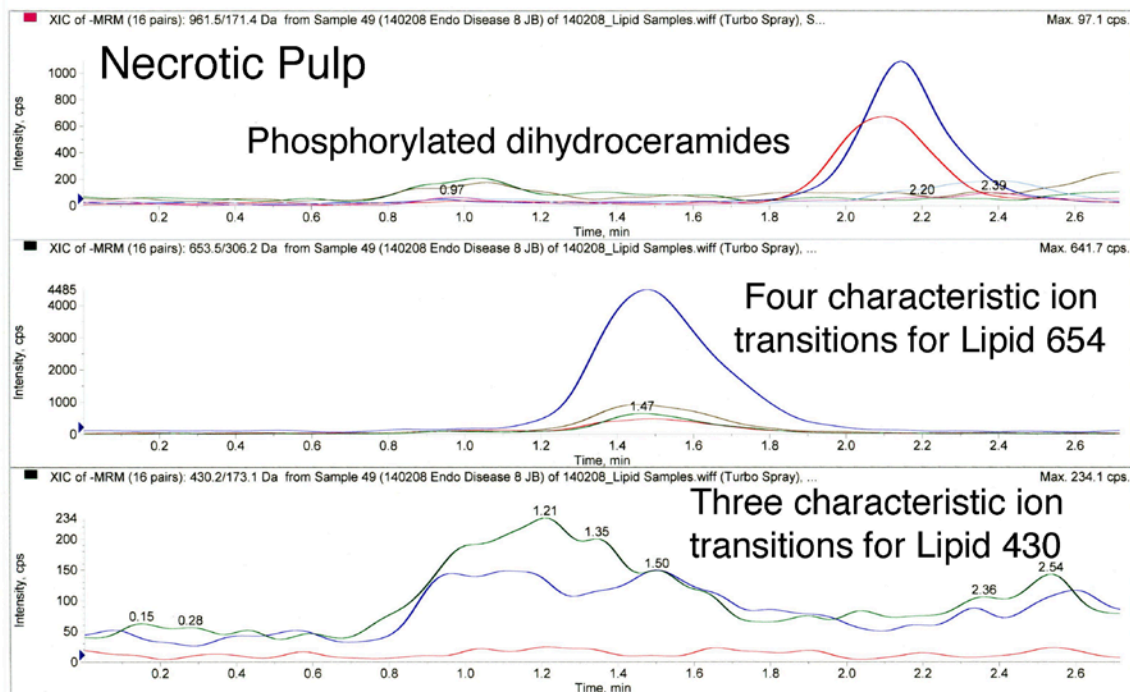 XIC of -MRM (16 pairs): 961.5/171.4 Da from Sample 49 (140208 Endo Disease 8 JB) of 140208_Lipid Samples.wiff (Turbo Spray), S... Max. 97.1 cps.
Necrotic Pulp
Phosphorylated dihydroceramides
Intensity, cps
1000
800
600
400
200
0
0.97
2.20
2.39
0.2 0.4 0.6 0.8 1.0 1.2 1.4 1.6 1.8 2.0 2.2 2.4 2.6
Time, min
XIC of -MRM (16 pairs): 653.5/306.2 Da from Sample 49 (140208 Endo Disease 8 JB) of 140208_Lipid Samples.wiff (Turbo Spray), ... Max. 641.7 cps.
Four characteristic ion
transitions for Lipid 654
Intensity, cps
4485
4000
3000
2000
1000
0
1.47
0.2 0.4 0.6 0.8 1.0 1.2 1.4 1.6 1.8 2.0 2.2 2.4 2.6
Time, min
XIC of -MRM (16 pairs): 430.2/173.1 Da from Sample 49 (140208 Endo Disease 8 JB) of 140208_Lipid Samples.wiff (Turbo Spray), ... Max. 234.1 cps.
Three characteristic ion
transitions for Lipid 430
Intensity, cps
234
200
150
100
50
0
0.15
0.28
1.21
1.35
1.50
2.36
2.54
0.2 0.4 0.6 0.8 1.0 1.2 1.4 1.6 1.8 2.0 2.2 2.4 2.6
Time, min